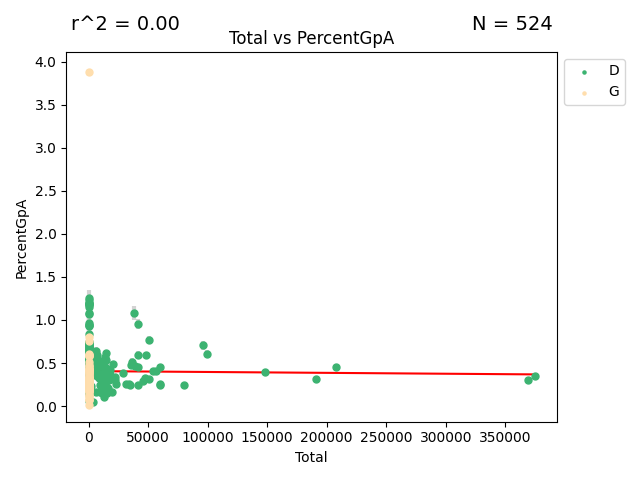 r^2 = 0.00
N = 524
Total vs PercentGpA
D
G
4.0
3.5
3.0
2.5
2.0
1.5
1.0
0.5
0.0
PercentGpA
0 50000 100000 150000 200000 250000 300000 350000
Total